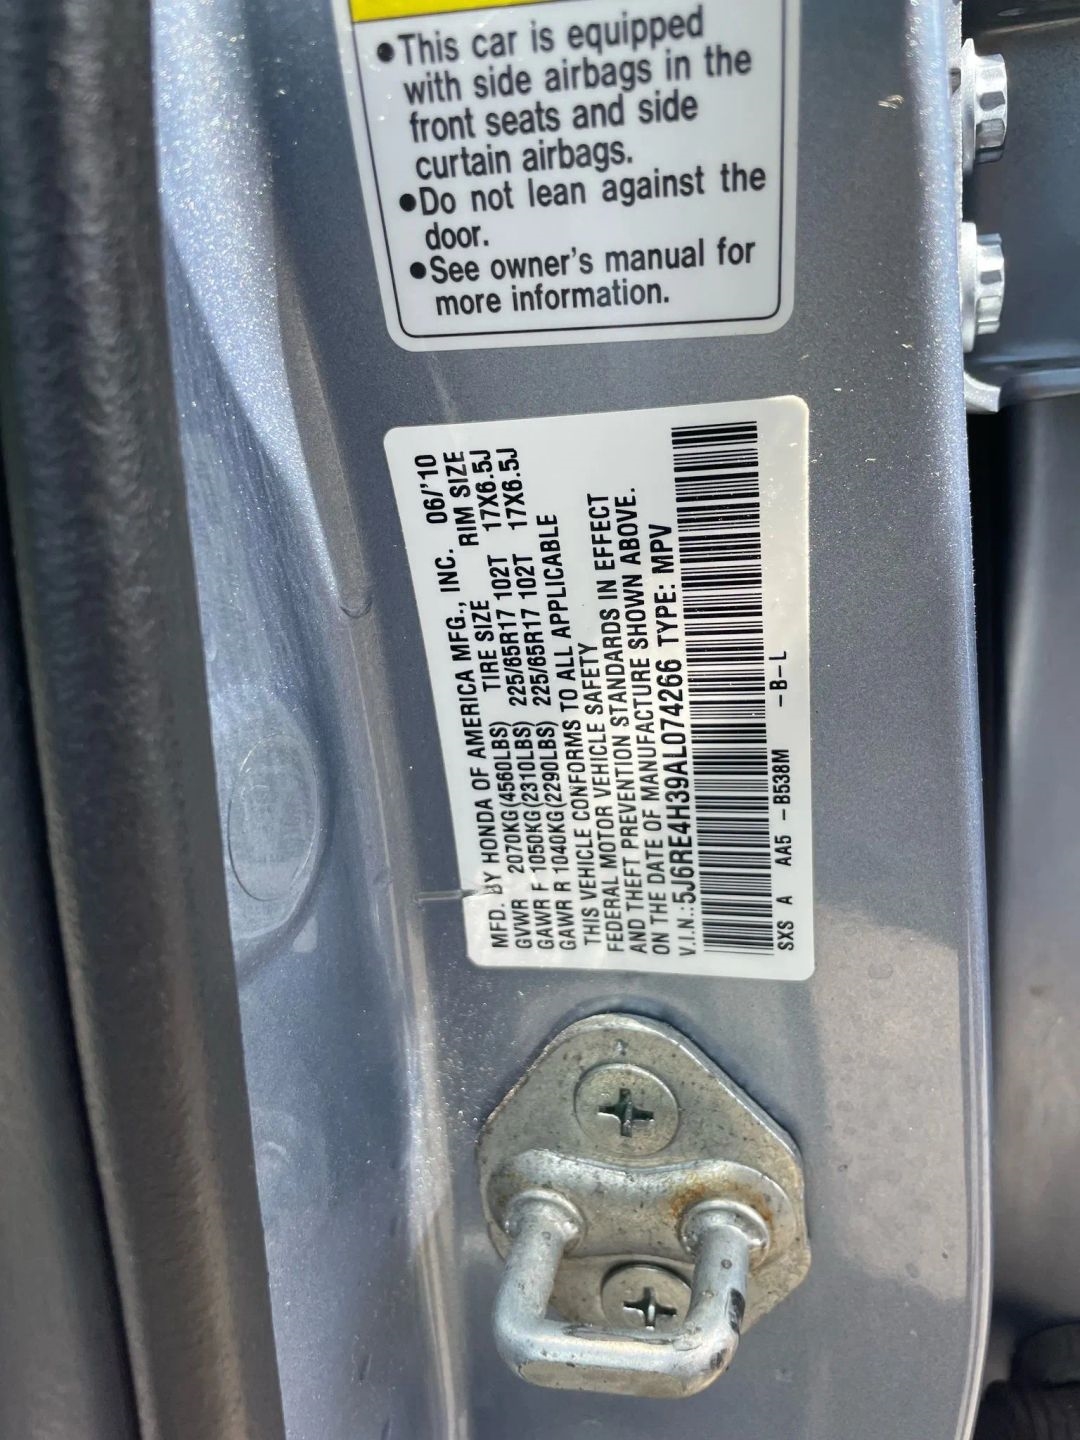 ●This car is equipped
with side airbags in the
front seats and side
curtain airbags.
●Do not lean against the
door.
●See owner's manual for
more information.
MFD. BY HONDA OF AMERICA MFG., INC. 06/'10
TIRE SIZE RIM SIZE
GVWR 2070KG(4560LBS) 225/65R17 102T 17X6.5J
GAWR F 1050KG(2310LBS) 225/65R17 102T 17X6.5J
GAWR R 1040KG(2290LBS)
THIS VEHICLE CONFORMS TO ALL APPLICABLE
FEDERAL MOTOR VEHICLE SAFETY
AND THEFT PREVENTION STANDARDS IN EFFECT
ON THE DATE OF MANUFACTURE SHOWN ABOVE.
V.I.N.:5J6RE4H39AL074266 TYPE: MPV
SXS A AA5 -B538M -B-L